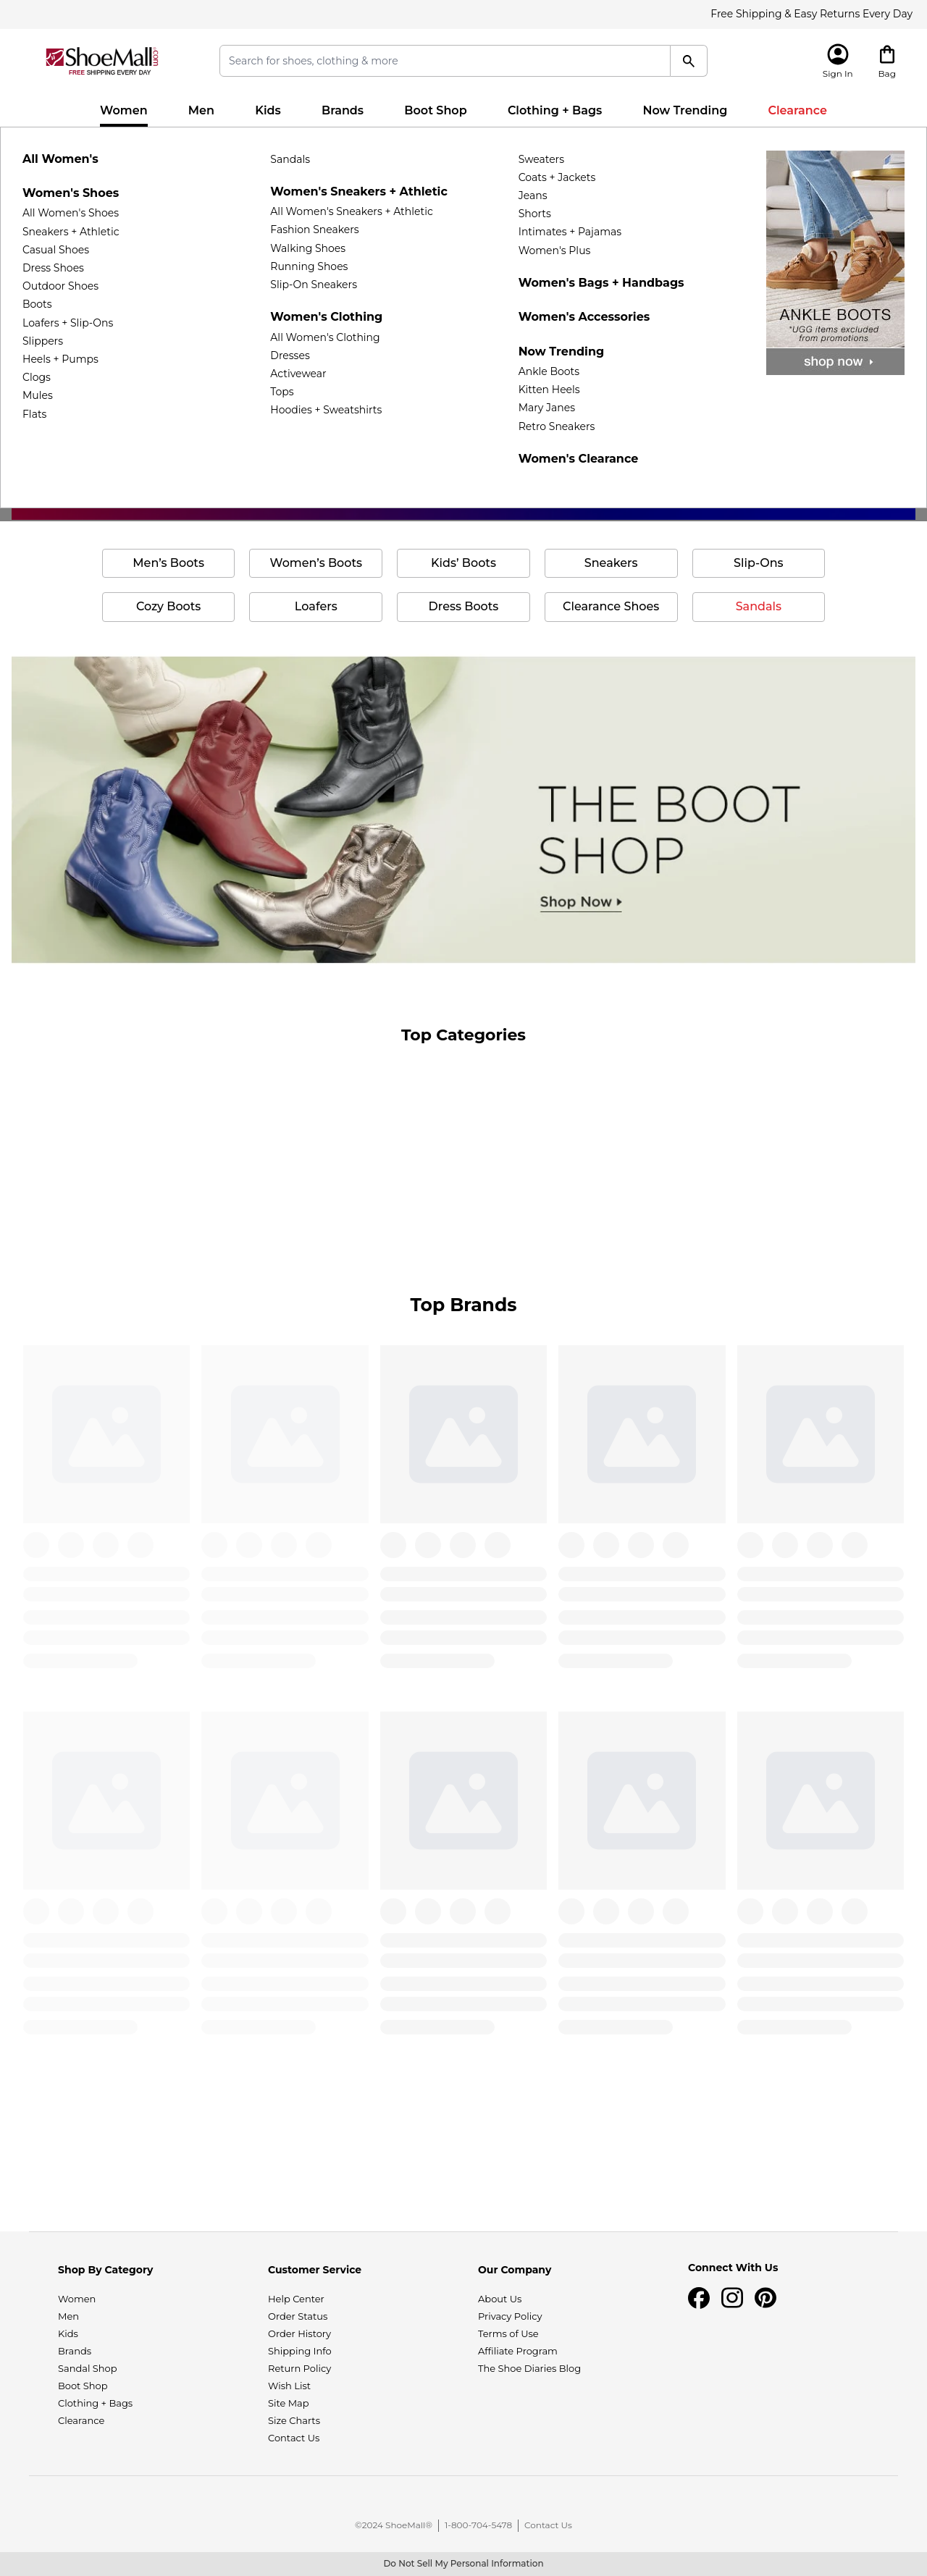 Free Shipping & Easy Returns Every Day
ShoeMall.com
FREE SHIPPING EVERY DAY
Search for shoes, clothing & more
Sign In
Bag
Women
Men
Kids
Brands
Boot Shop
Clothing + Bags
Now Trending
Clearance
All Women's
Women's Shoes
All Women's Shoes
Sneakers + Athletic
Casual Shoes
Dress Shoes
Outdoor Shoes
Boots
Loafers + Slip-Ons
Slippers
Heels + Pumps
Clogs
Mules
Flats
Sandals
Women's Sneakers + Athletic
All Women's Sneakers + Athletic
Fashion Sneakers
Walking Shoes
Running Shoes
Slip-On Sneakers
Women's Clothing
All Women's Clothing
Dresses
Activewear
Tops
Hoodies + Sweatshirts
Sweaters
Coats + Jackets
Jeans
Shorts
Intimates + Pajamas
Women's Plus
Women's Bags + Handbags
Women's Accessories
Now Trending
Ankle Boots
Kitten Heels
Mary Janes
Retro Sneakers
Women's Clearance
ANKLE BOOTS
*UGG items excluded
from promotions
shop now
Men's Boots
Women's Boots
Kids' Boots
Sneakers
Slip-Ons
Cozy Boots
Loafers
Dress Boots
Clearance Shoes
Sandals
THE BOOT
SHOP
Shop Now
Top Categories
Top Brands
Shop By Category
Women
Men
Kids
Brands
Sandal Shop
Boot Shop
Clothing + Bags
Clearance
Customer Service
Help Center
Order Status
Order History
Shipping Info
Return Policy
Wish List
Site Map
Size Charts
Contact Us
Our Company
About Us
Privacy Policy
Terms of Use
Affiliate Program
The Shoe Diaries Blog
Connect With Us
©2024 ShoeMall®
1-800-704-5478
Contact Us
Do Not Sell My Personal Information